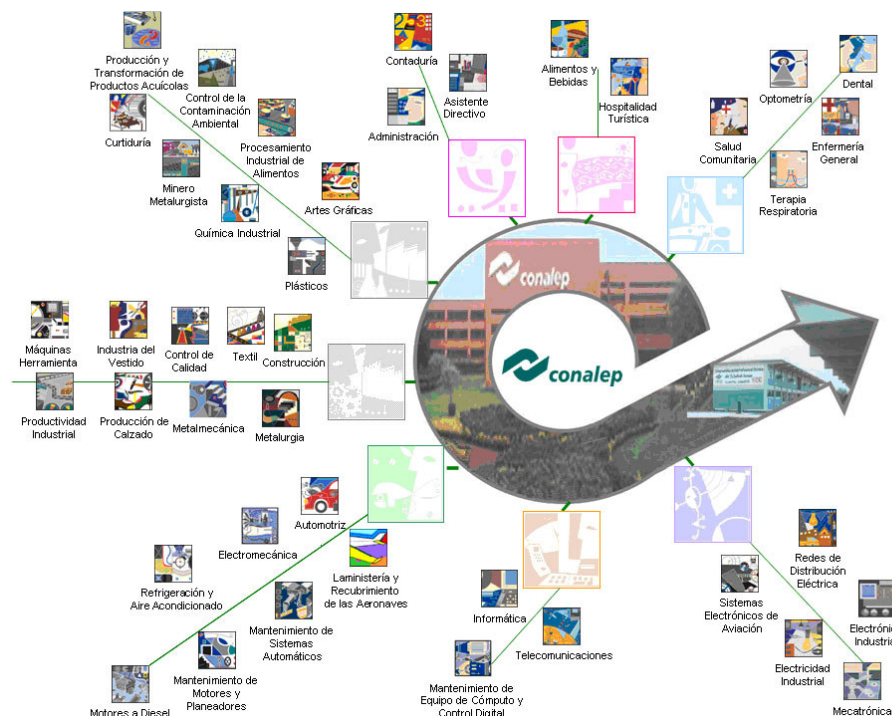 Producción y
Transformación de
Productos Acuícolas
Control de la
Contaminación
Ambiental
Curtiduría
Procesamiento
Industrial de
Alimentos
Minero
Metalurgista
Química Industrial
Artes Gráficas
Plásticos
Contaduría
Asistente
Directivo
Administración
Alimentos y
Bebidas
Hospitalidad
Turística
Optometría
Dental
Salud
Comunitaria
Enfermería
General
Terapia
Respiratoria
conalep
conalep
Máquinas
Herramienta
Industria del
Vestido
Control de
Calidad
Textil
Construcción
Productividad
Industrial
Producción de
Calzado
Metalmecánica
Metalurgia
Automotriz
Electromecánica
Laministería y
Recubrimiento
de las Aeronaves
Refrigeración y
Aire Acondicionado
Mantenimiento de
Sistemas
Automáticos
Mantenimiento de
Motores y
Planeadores
Motores a Diesel
Informática
Telecomunicaciones
Mantenimiento de
Equipo de Cómputo y
Control Digital
Redes de
Distribución
Eléctrica
Sistemas
Electrónicos de
Aviación
Electrónic
Industria
Electricidad
Industrial
Mecatrónica